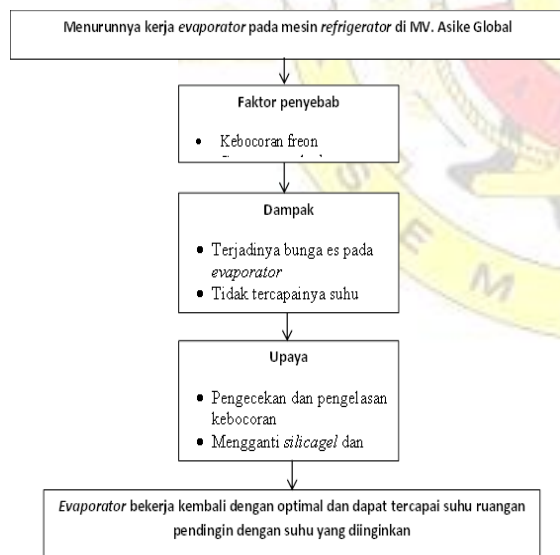 Menurunnya kerja evaporator pada mesin refrigerator di MV. Asike Global
Faktor penyebab
• Kebocoran freon
Dampak
• Terjadinya bunga es pada
evaporator
• Tidak tercapainya suhu
Upaya
• Pengecekan dan pengelasan
kebocoran
• Mengganti silicagel dan
Evaporator bekerja kembali dengan optimal dan dapat tercapai suhu ruangan
pendingin dengan suhu yang diinginkan
S E M